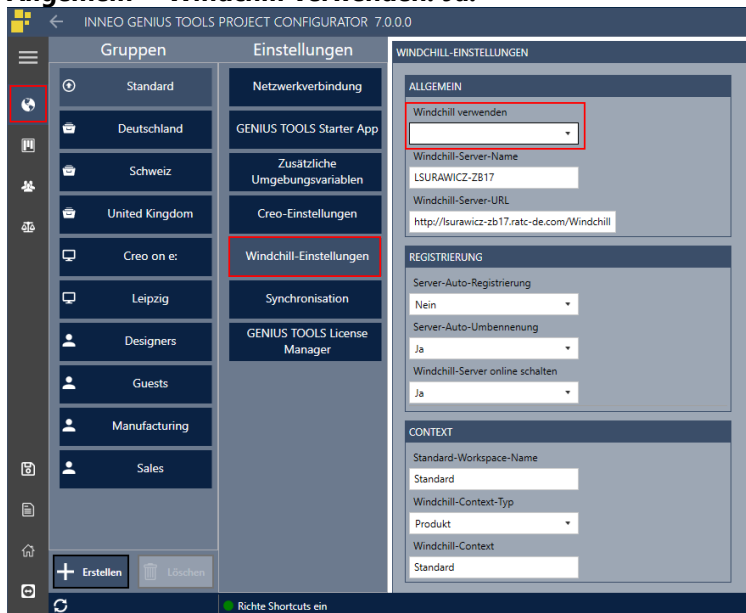 Allgemein – Windchill verwenden: Ja.
INNEO GENIUS TOOLS PROJECT CONFIGURATOR 7.0.0.0
Gruppen
Standard
Deutschland
Schweiz
United Kingdom
Creo on e:
Leipzig
Designers
Guests
Manufacturing
Sales
Erstellen
Löschen
Einstellungen
Netzwerkverbindung
GENIUS TOOLS Starter App
Zusätzliche
Umgebungsvariablen
Creo-Einstellungen
Windchill-Einstellungen
Synchronisation
GENIUS TOOLS License
Manager
Richte Shortcuts ein
WINDCHILL-EINSTELLUNGEN
ALLGEMEIN
Windchill verwenden
Windchill-Server-Name
LSURAWICZ-ZB17
Windchill-Server-URL
http://lsurawicz-zb17.ratc-de.com/Windchill
REGISTRIERUNG
Server-Auto-Registrierung
Nein
Server-Auto-Umbennenung
Ja
Windchill-Server online schalten
Ja
CONTEXT
Standard-Workspace-Name
Standard
Windchill-Context-Typ
Produkt
Windchill-Context
Standard